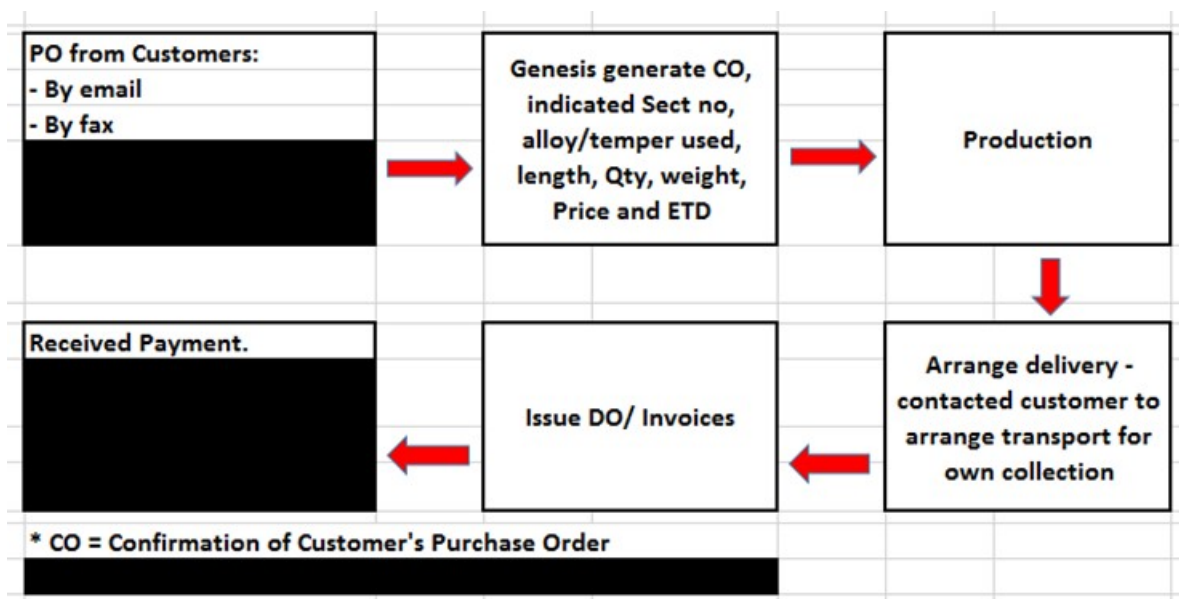 PO from Customers:
- By email
- By fax
Genesis generate CO,
indicated Sect no,
alloy/temper used,
length, Qty, weight,
Price and ETD
Production
Arrange delivery -
contacted customer to
arrange transport for
own collection
Issue DO/ Invoices
Received Payment.
* CO = Confirmation of Customer's Purchase Order